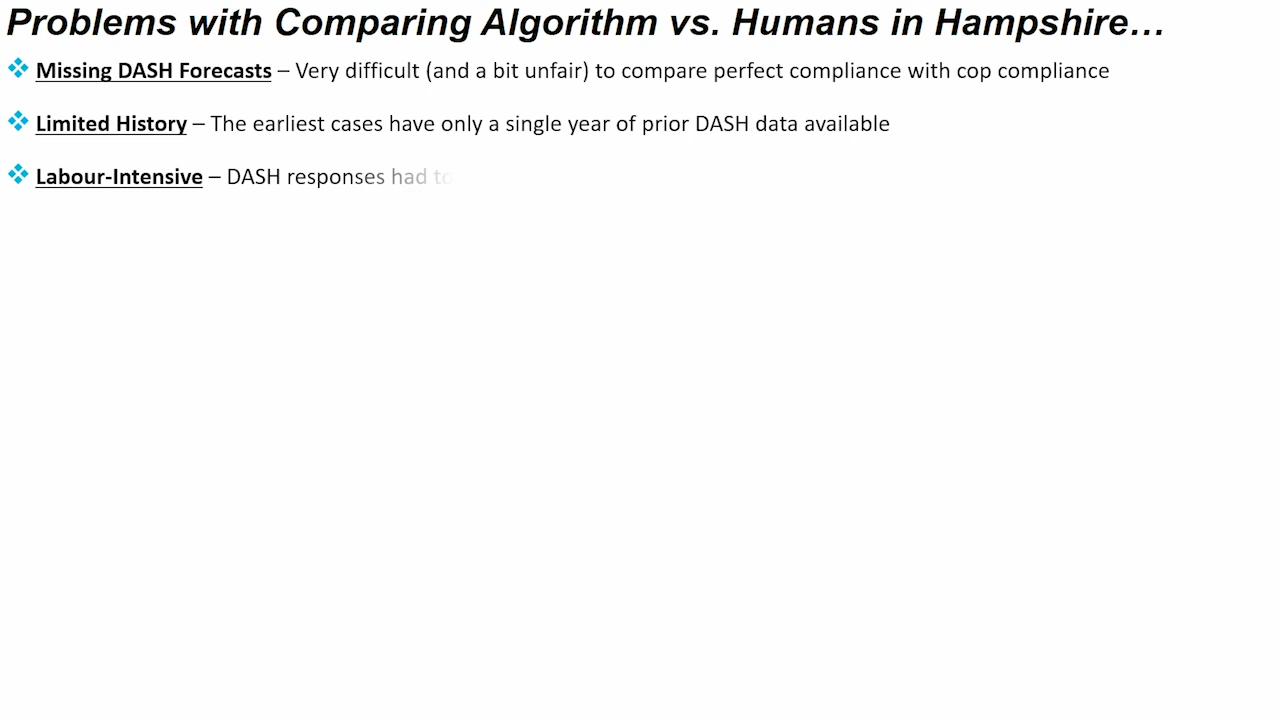 Problems with Comparing Algorithm vs. Humans in Hampshire…
❖ Missing DASH Forecasts – Very difficult (and a bit unfair) to compare perfect compliance with cop compliance
❖ Limited History – The earliest cases have only a single year of prior DASH data available
❖ Labour-Intensive – DASH responses had to